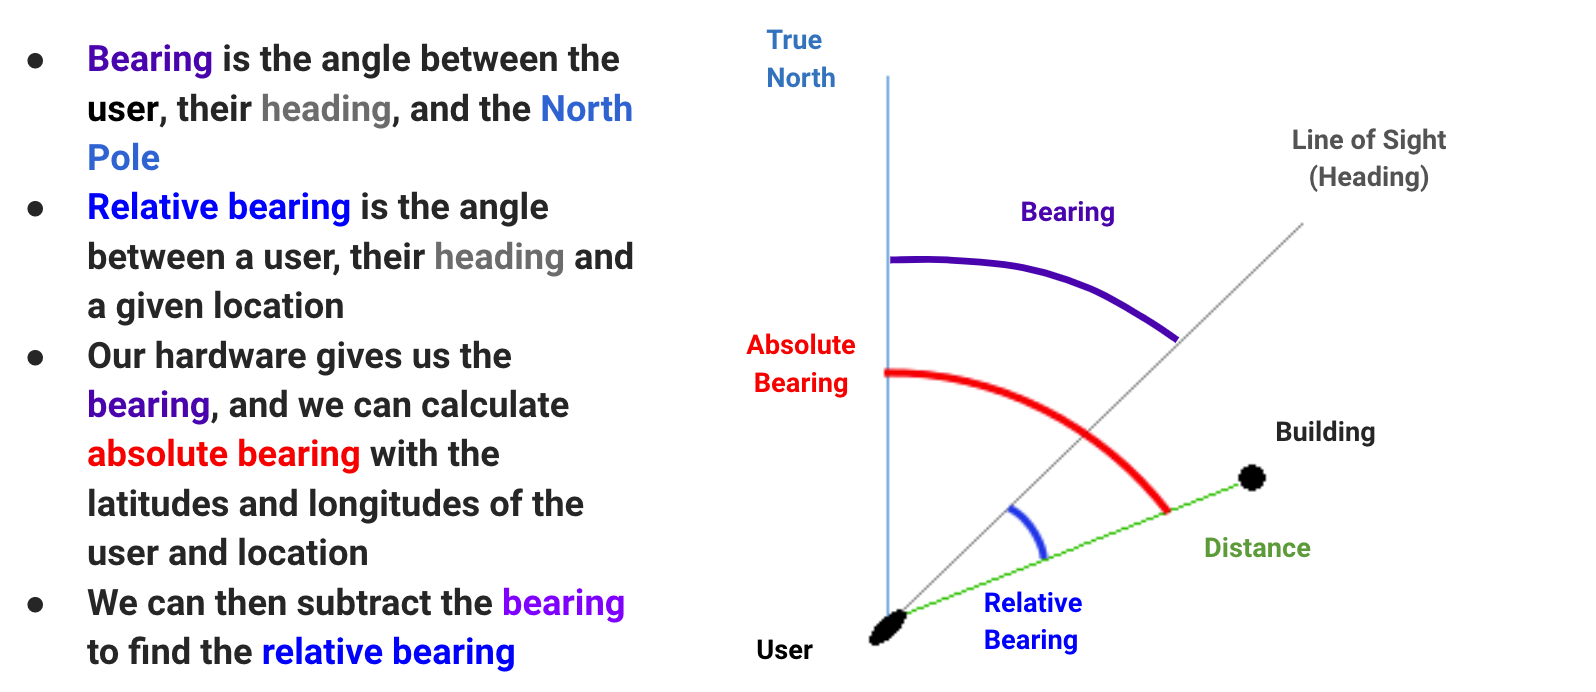 ● Bearing is the angle between the
user, their heading, and the North
Pole
● Relative bearing is the angle
between a user, their heading and
a given location
● Our hardware gives us the
bearing, and we can calculate
absolute bearing with the
latitudes and longitudes of the
user and location
● We can then subtract the bearing
to find the relative bearing
True
North
Line of Sight
(Heading)
Bearing
Absolute
Bearing
Building
Distance
Relative
Bearing
User